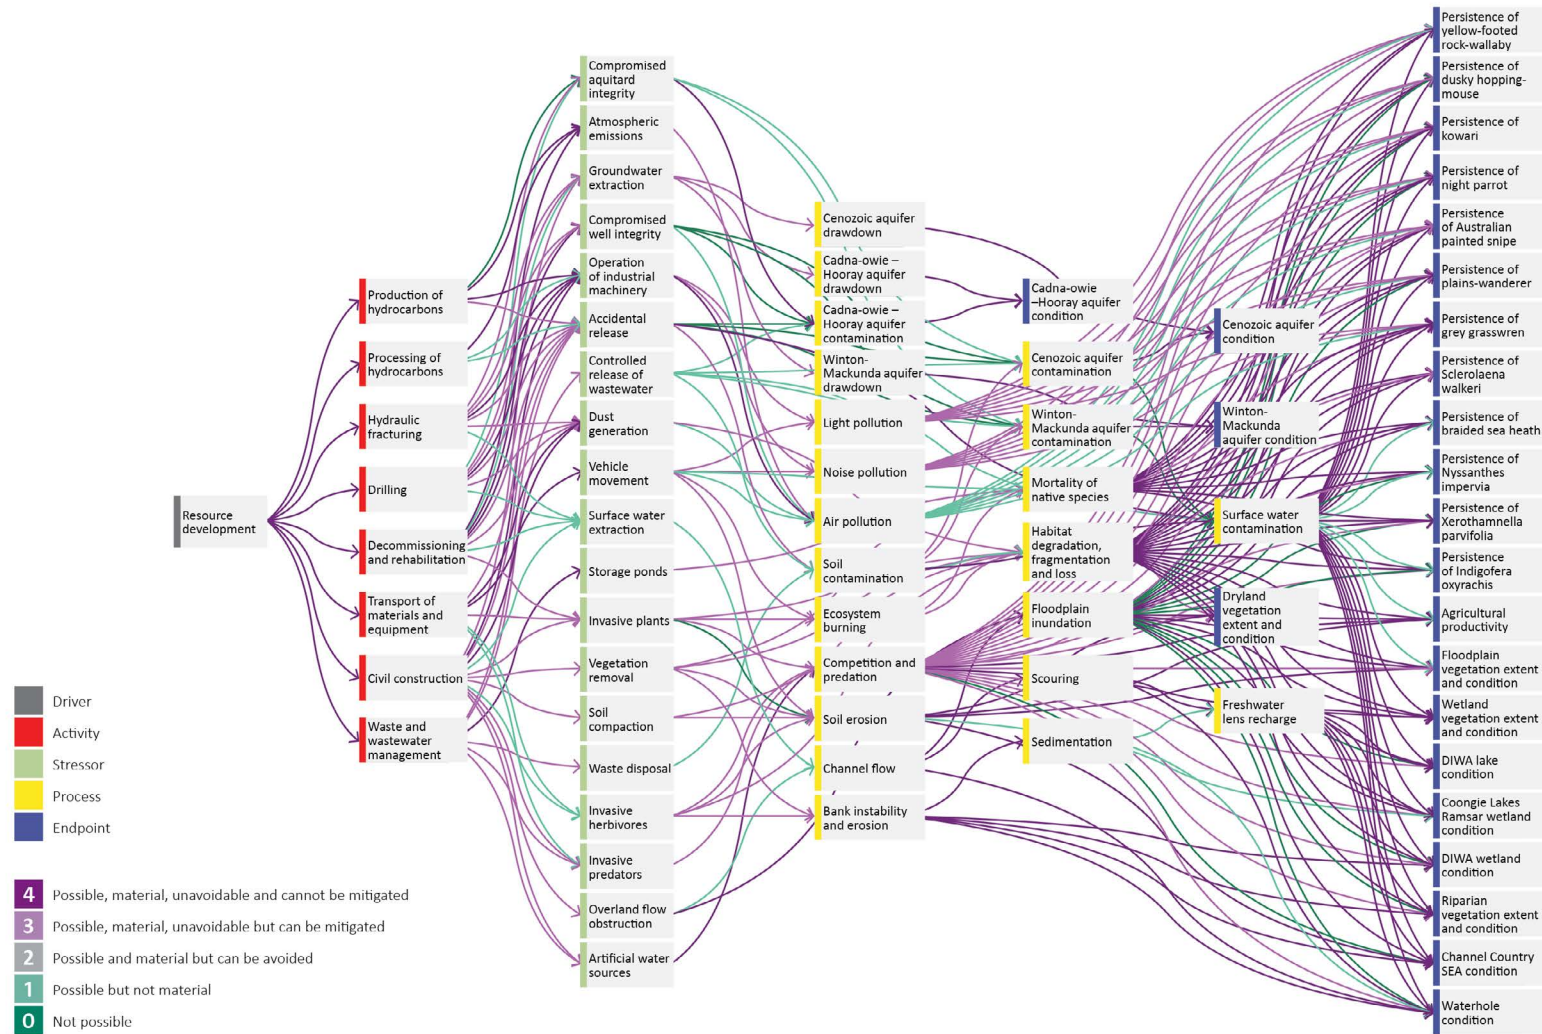 Resource
development
Production of
hydrocarbons
Processing of
hydrocarbons
Hydraulic
fracturing
Drilling
Decommissioning
and rehabilitation
Transport of
materials and
equipment
Civil construction
Waste and
wastewater
management
Compromised
aquitard
integrity
Atmospheric
emissions
Groundwater
extraction
Compromised
well integrity
Operation
of industrial
machinery
Accidental
release
Controlled
release of
wastewater
Dust
generation
Vehicle
movement
Surface water
extraction
Storage ponds
Invasive plants
Vegetation
removal
Soil
compaction
Waste disposal
Invasive
herbivores
Invasive
predators
Overland flow
obstruction
Artificial water
sources
Cenozoic aquifer
drawdown
Cadna-owie –
Hooray aquifer
drawdown
Cadna-owie –
Hooray aquifer
contamination
Winton-
Mackunda aquifer
drawdown
Light pollution
Noise pollution
Air pollution
Soil
contamination
Ecosystem
burning
Competition and
predation
Soil erosion
Channel flow
Bank instability
and erosion
Cadna-owie
–Hooray aquifer
condition
Cenozoic aquifer
contamination
Winton-
Mackunda aquifer
contamination
Mortality of
native species
Habitat
degradation,
fragmentation
and loss
Floodplain
inundation
Scouring
Sedimentation
Cenozoic aquifer
condition
Winton-
Mackunda
aquifer condition
Surface water
contamination
Dryland
vegetation
extent and
condition
Freshwater
lens recharge
Persistence of
yellow-footed
rock-wallaby
Persistence of
dusky hopping-
mouse
Persistence of
kowari
Persistence of
night parrot
Persistence
of Australian
painted snipe
Persistence of
plains-wanderer
Persistence of
grey grasswren
Persistence of
Sclerolaena
walkeri
Persistence of
braided sea heath
Persistence of
Nyssanthes
impervia
Persistence of
Xerothamnella
parvifolia
Persistence
of Indigofera
oxyrachis
Agricultural
productivity
Floodplain
vegetation extent
and condition
Wetland
vegetation extent
and condition
DIWA lake
condition
Coongie Lakes
Ramsar wetland
condition
DIWA wetland
condition
Riparian
vegetation extent
and condition
Channel Country
SEA condition
Waterhole
condition
Driver
Activity
Stressor
Process
Endpoint
4 Possible, material, unavoidable and cannot be mitigated
3 Possible, material, unavoidable but can be mitigated
2 Possible and material but can be avoided
1 Possible but not material
0 Not possible